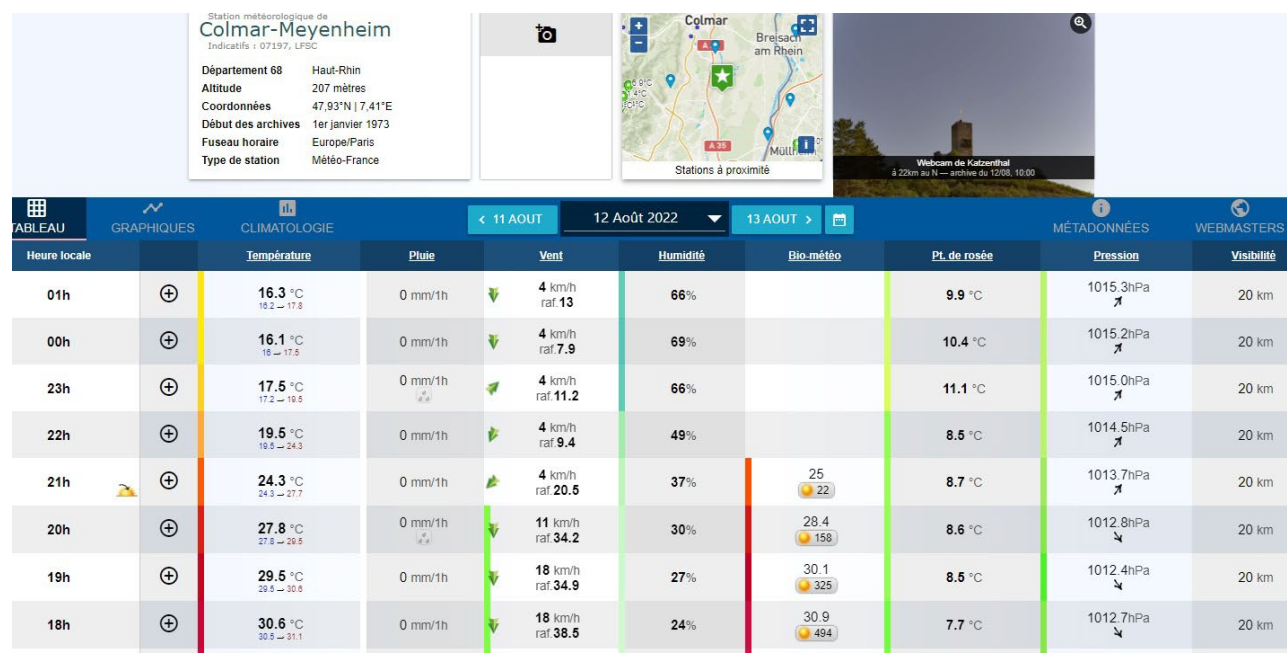 Station météorologique de
Colmar-Meyenheim
Indicatifs : 07197, LFSC
Département 68 Haut-Rhin
Altitude 207 mètres
Coordonnées 47,93°N | 7,41°E
Début des archives 1er janvier 1973
Fuseau horaire Europe/Paris
Type de station Météo-France
+
−
Colmar
Breisach
am Rhein
A 35
i
Stations à proximité
Webcam de Katzenthal
à 22km au N — archive du 12/08, 10:00
TABLEAU GRAPHIQUES CLIMATOLOGIE < 11 AOUT 12 Août 2022 13 AOUT > MÉTADONNÉES WEBMASTERS
Heure locale Température Pluie Vent Humidité Bio-météo Pt. de rosée Pression Visibilité
01h 16.3 °C 0 mm/1h 4 km/h 66% 9.9 °C 1015.3hPa 20 km
16.2 → 17.8 raf.13
00h 16.1 °C 0 mm/1h 4 km/h 69% 10.4 °C 1015.2hPa 20 km
16 → 17.5 raf.7.9
23h 17.5 °C 0 mm/1h 4 km/h 66% 11.1 °C 1015.0hPa 20 km
17.2 → 19.5 raf.11.2
22h 19.5 °C 0 mm/1h 4 km/h 49% 8.5 °C 1014.5hPa 20 km
19.5 → 24.3 raf.9.4
21h 24.3 °C 0 mm/1h 4 km/h 37% 25 8.7 °C 1013.7hPa 20 km
24.3 → 27.7 raf.20.5 22
20h 27.8 °C 0 mm/1h 11 km/h 30% 28.4 8.6 °C 1012.8hPa 20 km
27.8 → 29.5 raf.34.2 158
19h 29.5 °C 0 mm/1h 18 km/h 27% 30.1 8.5 °C 1012.4hPa 20 km
29.5 → 30.6 raf.34.9 325
18h 30.6 °C 0 mm/1h 18 km/h 24% 30.9 7.7 °C 1012.7hPa 20 km
30.5 → 31.1 raf.38.5 494